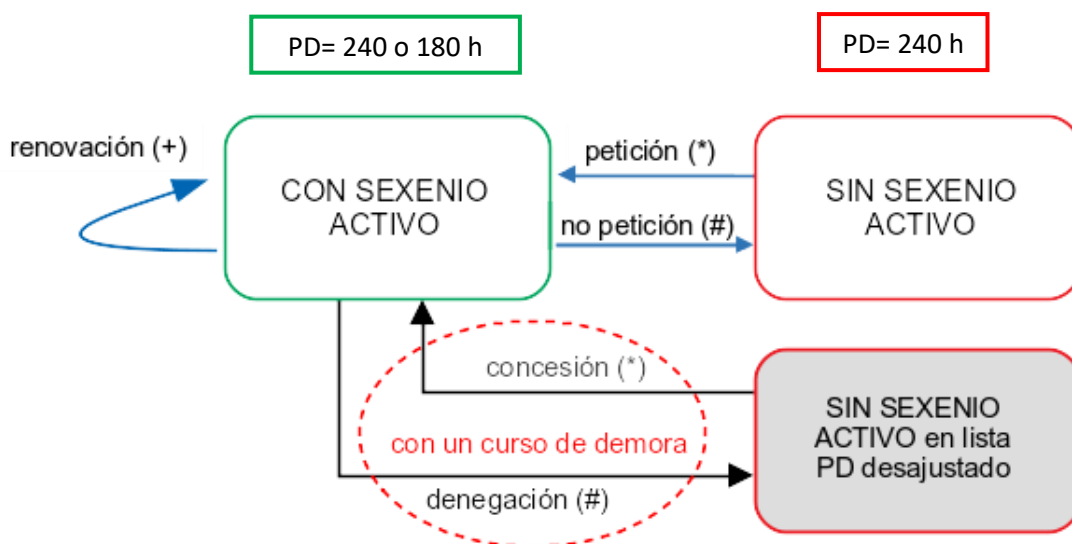 PD= 240 o 180 h
PD= 240 h
renovación (+)
CON SEXENIO
ACTIVO
petición (*)
no petición (#)
SIN SEXENIO
ACTIVO
concesión (*)
con un curso de demora
denegación (#)
SIN SEXENIO
ACTIVO en lista
PD desajustado